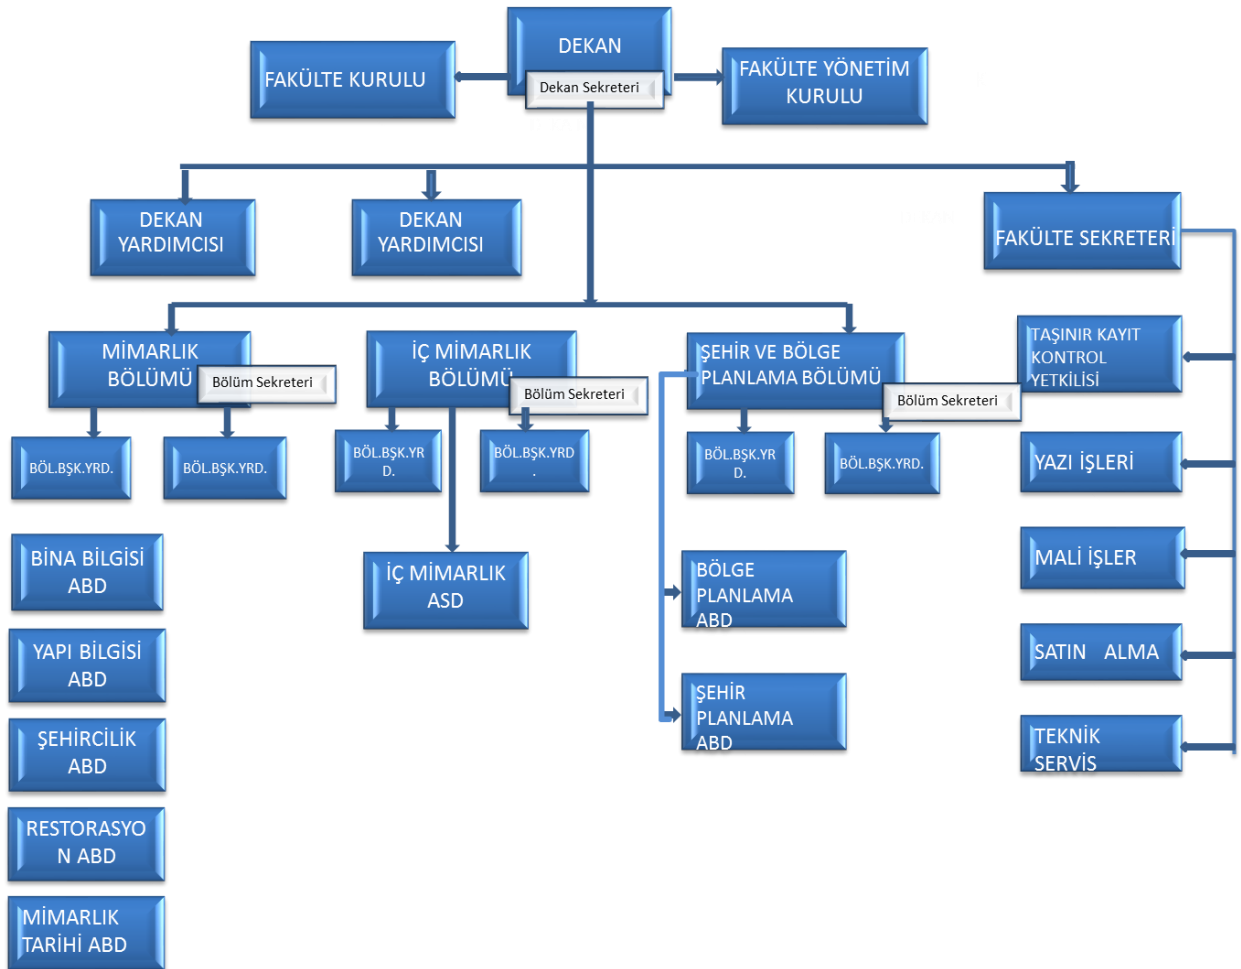 DEKAN
Dekan Sekreteri
FAKÜLTE KURULU
FAKÜLTE YÖNETİM
KURULU
DEKAN
YARDIMCISI
DEKAN
YARDIMCISI
FAKÜLTE SEKRETERİ
MİMARLIK
BÖLÜMÜ
Bölüm Sekreteri
İÇ MİMARLIK
BÖLÜMÜ
Bölüm Sekreteri
ŞEHİR VE BÖLGE
PLANLAMA BÖLÜMÜ
Bölüm Sekreteri
TAŞINIR KAYIT
KONTROL
YETKİLİSİ
BÖL.BŞK.YRD.
BÖL.BŞK.YRD.
BÖL.BŞK.YR
D.
BÖL.BŞK.YRD
.
BÖL.BŞK.YR
D.
BÖL.BŞK.YRD.
YAZI İŞLERİ
BİNA BİLGİSİ
ABD
İÇ MİMARLIK
ASD
BÖLGE
PLANLAMA
ABD
MALİ İŞLER
YAPI BİLGİSİ
ABD
ŞEHİR
PLANLAMA
ABD
SATIN ALMA
ŞEHİRCİLİK
ABD
TEKNİK
SERVİS
RESTORASYO
N ABD
MİMARLIK
TARİHİ ABD